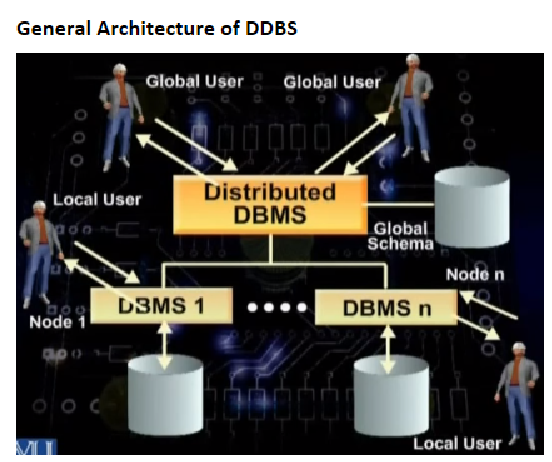 General Architecture of DDBS
Global User
Global User
Local User
Distributed
DBMS
Global
Schema
Node n
DBMS 1
DBMS n
Node 1
Local User